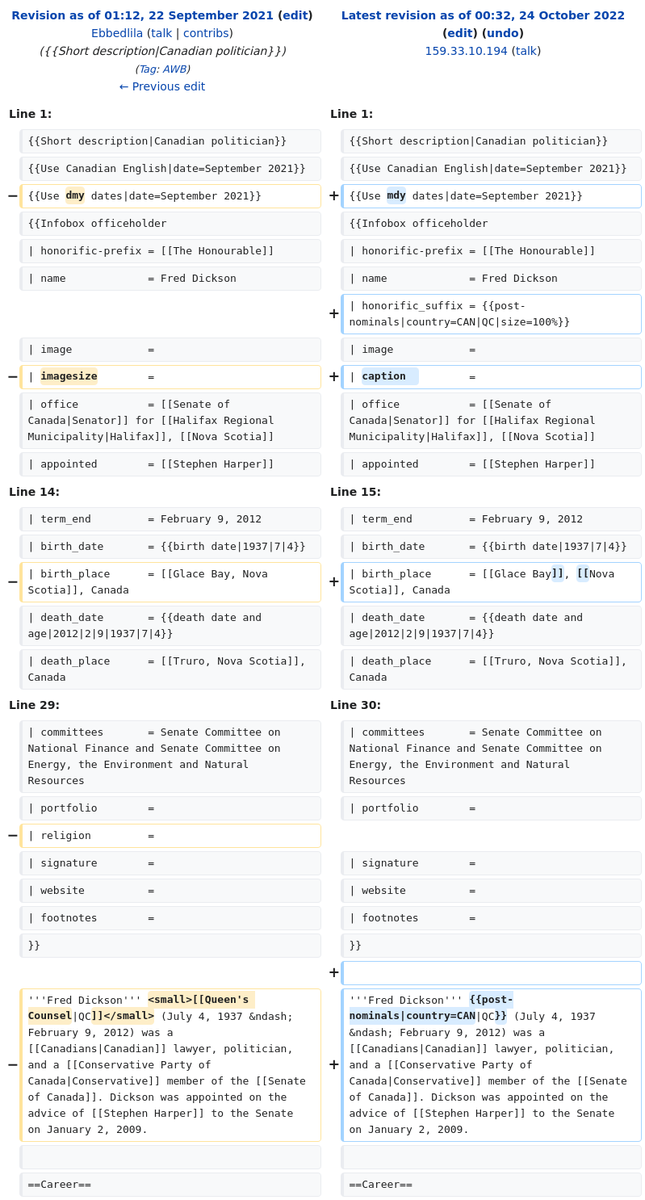 Revision as of 01:12, 22 September 2021 (edit)
Ebbedlila (talk | contribs)
({{Short description|Canadian politician}})
(Tag: AWB)
← Previous edit
Latest revision as of 00:32, 24 October 2022
(edit) (undo)
159.33.10.194 (talk)
Line 1:
Line 1:
{{Short description|Canadian politician}}
{{Short description|Canadian politician}}
{{Use Canadian English|date=September 2021}}
{{Use Canadian English|date=September 2021}}
− {{Use dmy dates|date=September 2021}}
+ {{Use mdy dates|date=September 2021}}
{{Infobox officeholder
{{Infobox officeholder
| honorific-prefix = [[The Honourable]]
| honorific-prefix = [[The Honourable]]
| name = Fred Dickson
| name = Fred Dickson
+ | honorific_suffix = {{post-
nominals|country=CAN|QC|size=100%}}
| image =
| image =
− | imagesize =
+ | caption =
| office = [[Senate of
Canada|Senator]] for [[Halifax Regional
Municipality|Halifax]], [[Nova Scotia]]
| office = [[Senate of
Canada|Senator]] for [[Halifax Regional
Municipality|Halifax]], [[Nova Scotia]]
| appointed = [[Stephen Harper]]
| appointed = [[Stephen Harper]]
Line 14:
Line 15:
| term_end = February 9, 2012
| term_end = February 9, 2012
| birth_date = {{birth date|1937|7|4}}
| birth_date = {{birth date|1937|7|4}}
− | birth_place = [[Glace Bay, Nova
Scotia]], Canada
+ | birth_place = [[Glace Bay]], [[Nova
Scotia]], Canada
| death_date = {{death date and
age|2012|2|9|1937|7|4}}
| death_date = {{death date and
age|2012|2|9|1937|7|4}}
| death_place = [[Truro, Nova Scotia]],
Canada
| death_place = [[Truro, Nova Scotia]],
Canada
Line 29:
Line 30:
| committees = Senate Committee on
National Finance and Senate Committee on
Energy, the Environment and Natural
Resources
| committees = Senate Committee on
National Finance and Senate Committee on
Energy, the Environment and Natural
Resources
| portfolio =
| portfolio =
− | religion =
| signature =
| signature =
| website =
| website =
| footnotes =
| footnotes =
}}
}}
+
− '''Fred Dickson''' <small>[[Queen's
Counsel|QC]]</small> (July 4, 1937 &ndash;
February 9, 2012) was a
[[Canadians|Canadian]] lawyer, politician,
and a [[Conservative Party of
Canada|Conservative]] member of the [[Senate
of Canada]]. Dickson was appointed on the
advice of [[Stephen Harper]] to the Senate
on January 2, 2009.
+ '''Fred Dickson''' {{post-
nominals|country=CAN|QC}} (July 4, 1937
&ndash; February 9, 2012) was a
[[Canadians|Canadian]] lawyer, politician,
and a [[Conservative Party of
Canada|Conservative]] member of the [[Senate
of Canada]]. Dickson was appointed on the
advice of [[Stephen Harper]] to the Senate
on January 2, 2009.
==Career==
==Career==